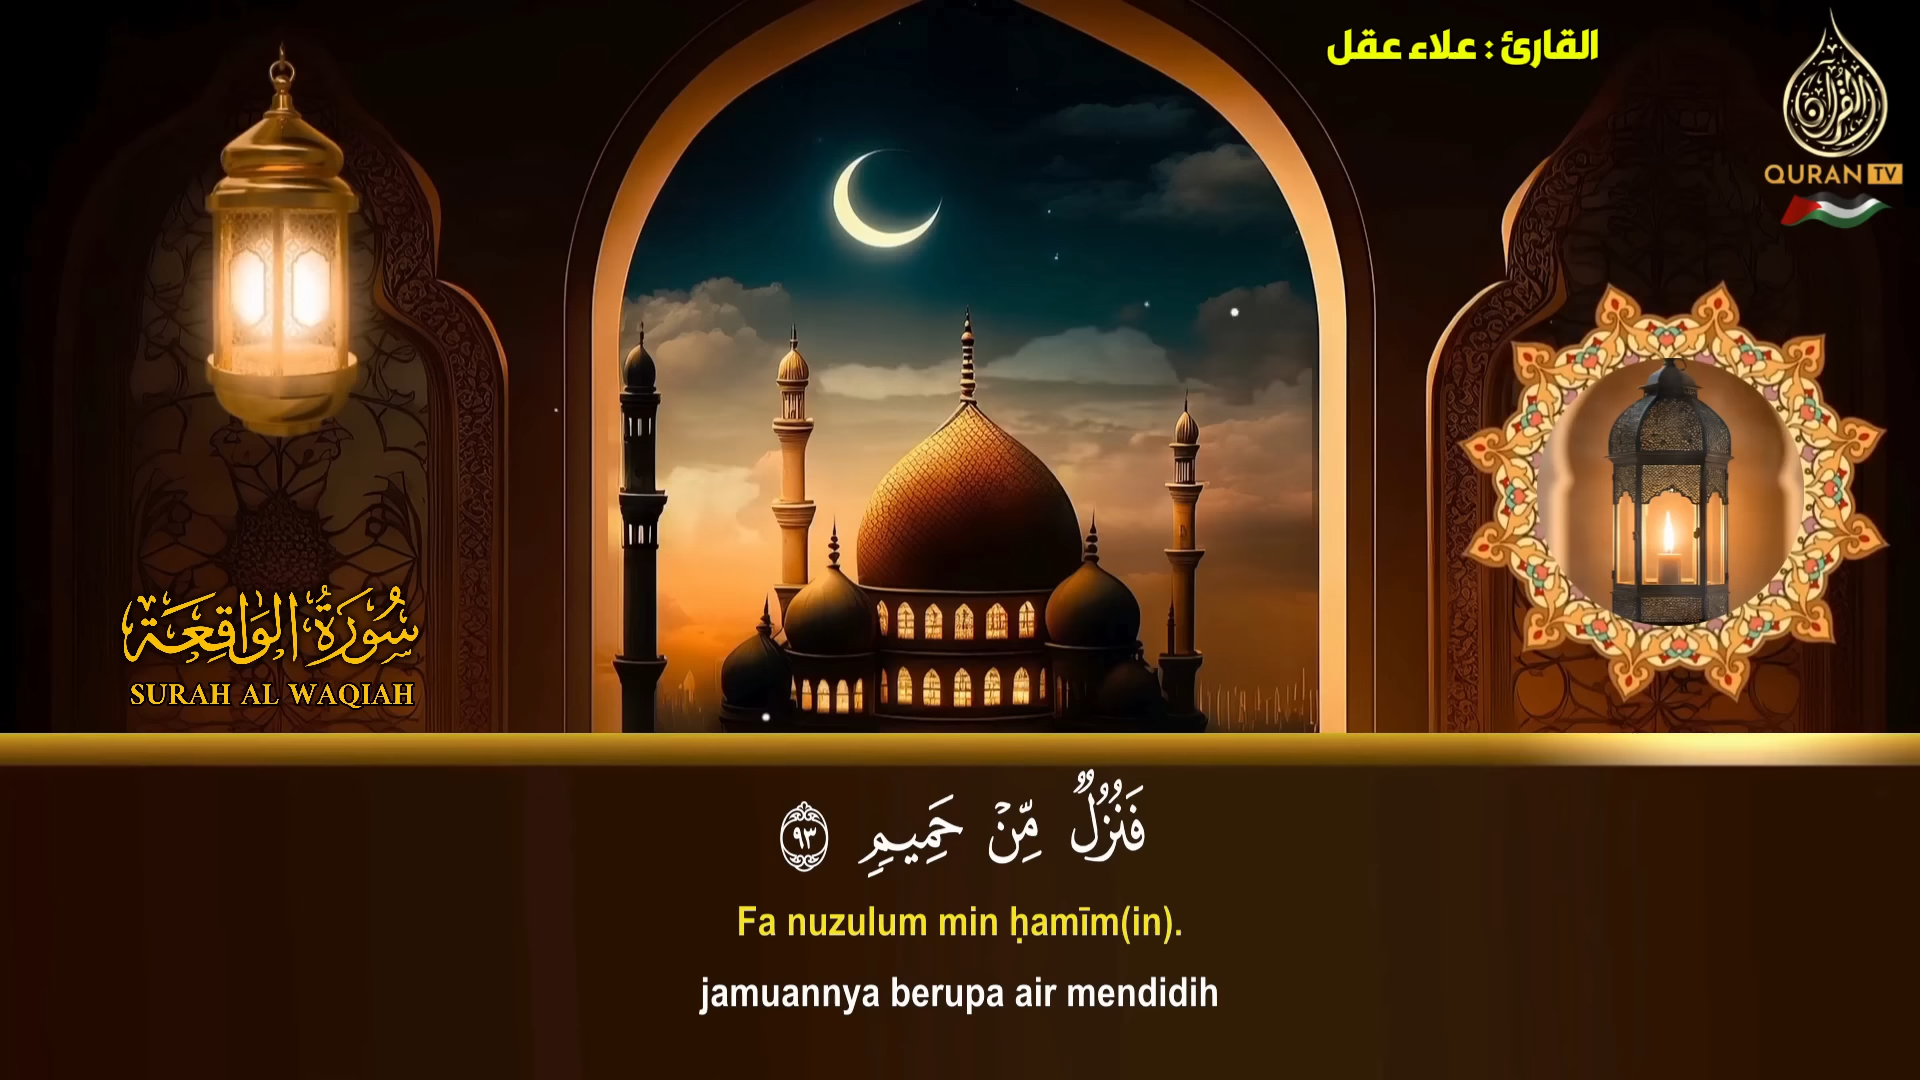 القارئ : علاء عقل
القرآن
QURAN TV
سُورَةُ الوَاقِعَة
SURAH AL WAQIAH
فَنُزُلٌ مِّنْ حَمِيمٍ ٩٣
Fa nuzulum min ḥamīm(in).
jamuannya berupa air mendidih